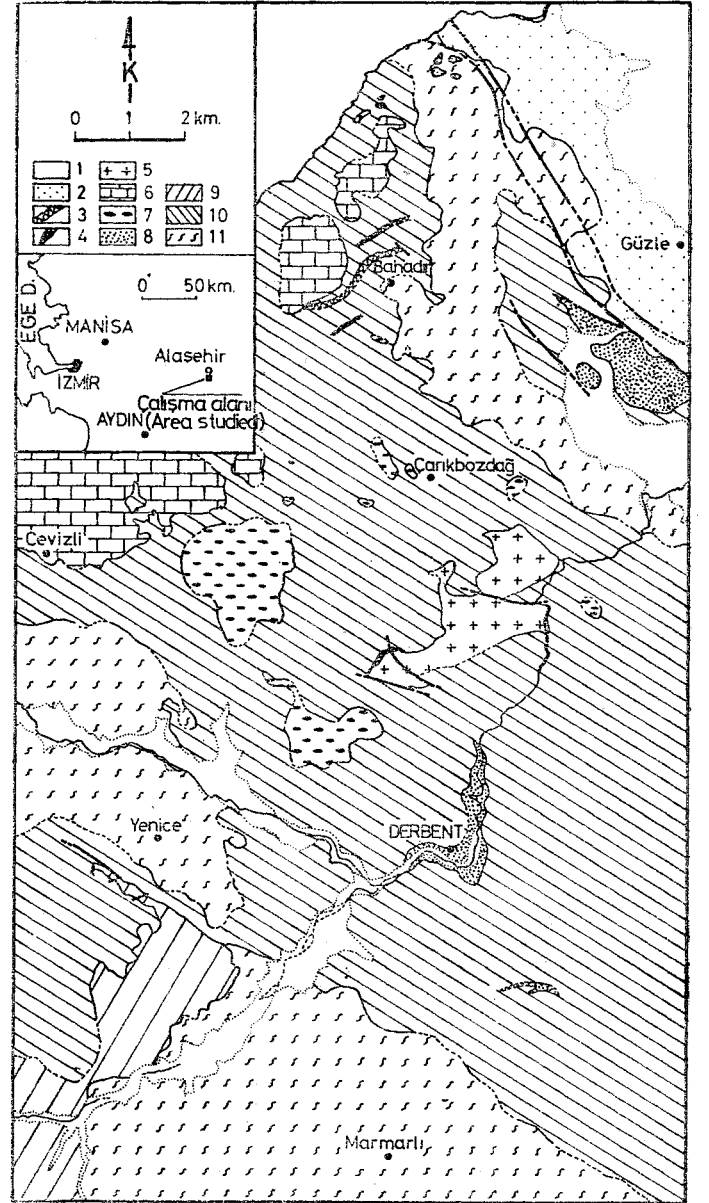 K
0 1 2 km.
1 5
2 6 9
3 7 10
4 8 11
0 50 km.
EGE D.
MANİSA
Alaşehir
İZMİR
Çalışma alanı
AYDIN (Area studied)
Güzle
Bahadır
Çarıkbozdağ
Cevizli
Yenice
DERBENT
Marmarlı